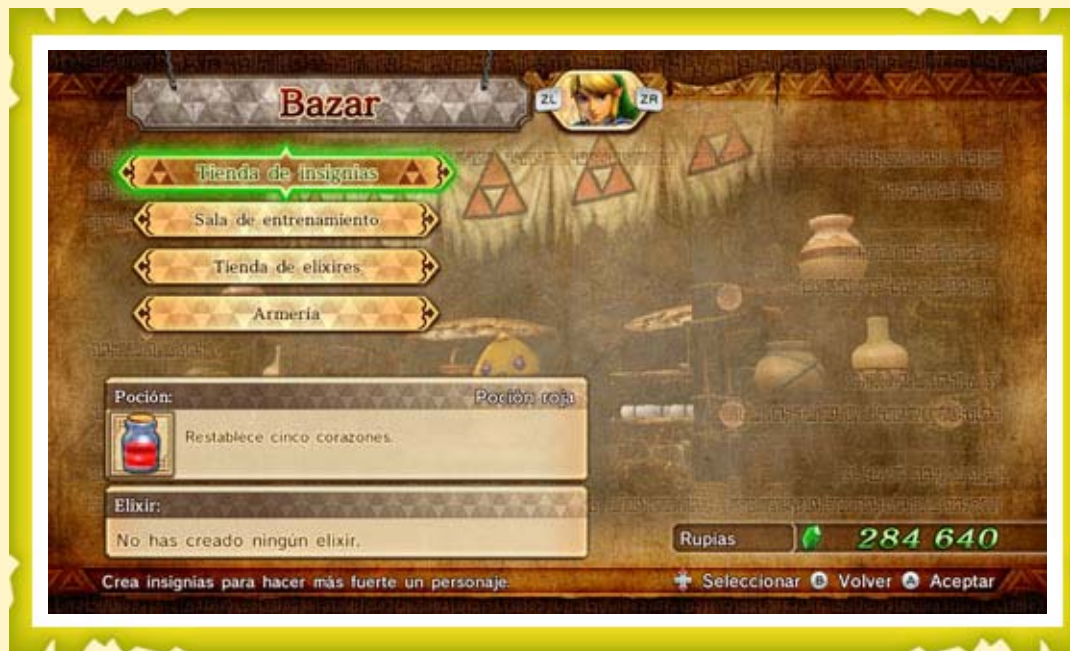 Bazar
ZL
ZR
Tienda de insignias
Sala de entrenamiento
Tienda de elixires
Armería
Poción:
Poción roja
Restablece cinco corazones.
Elixir:
No has creado ningún elixir.
Rupias
284 640
Crea insignias para hacer más fuerte un personaje.
Seleccionar B Volver A Aceptar